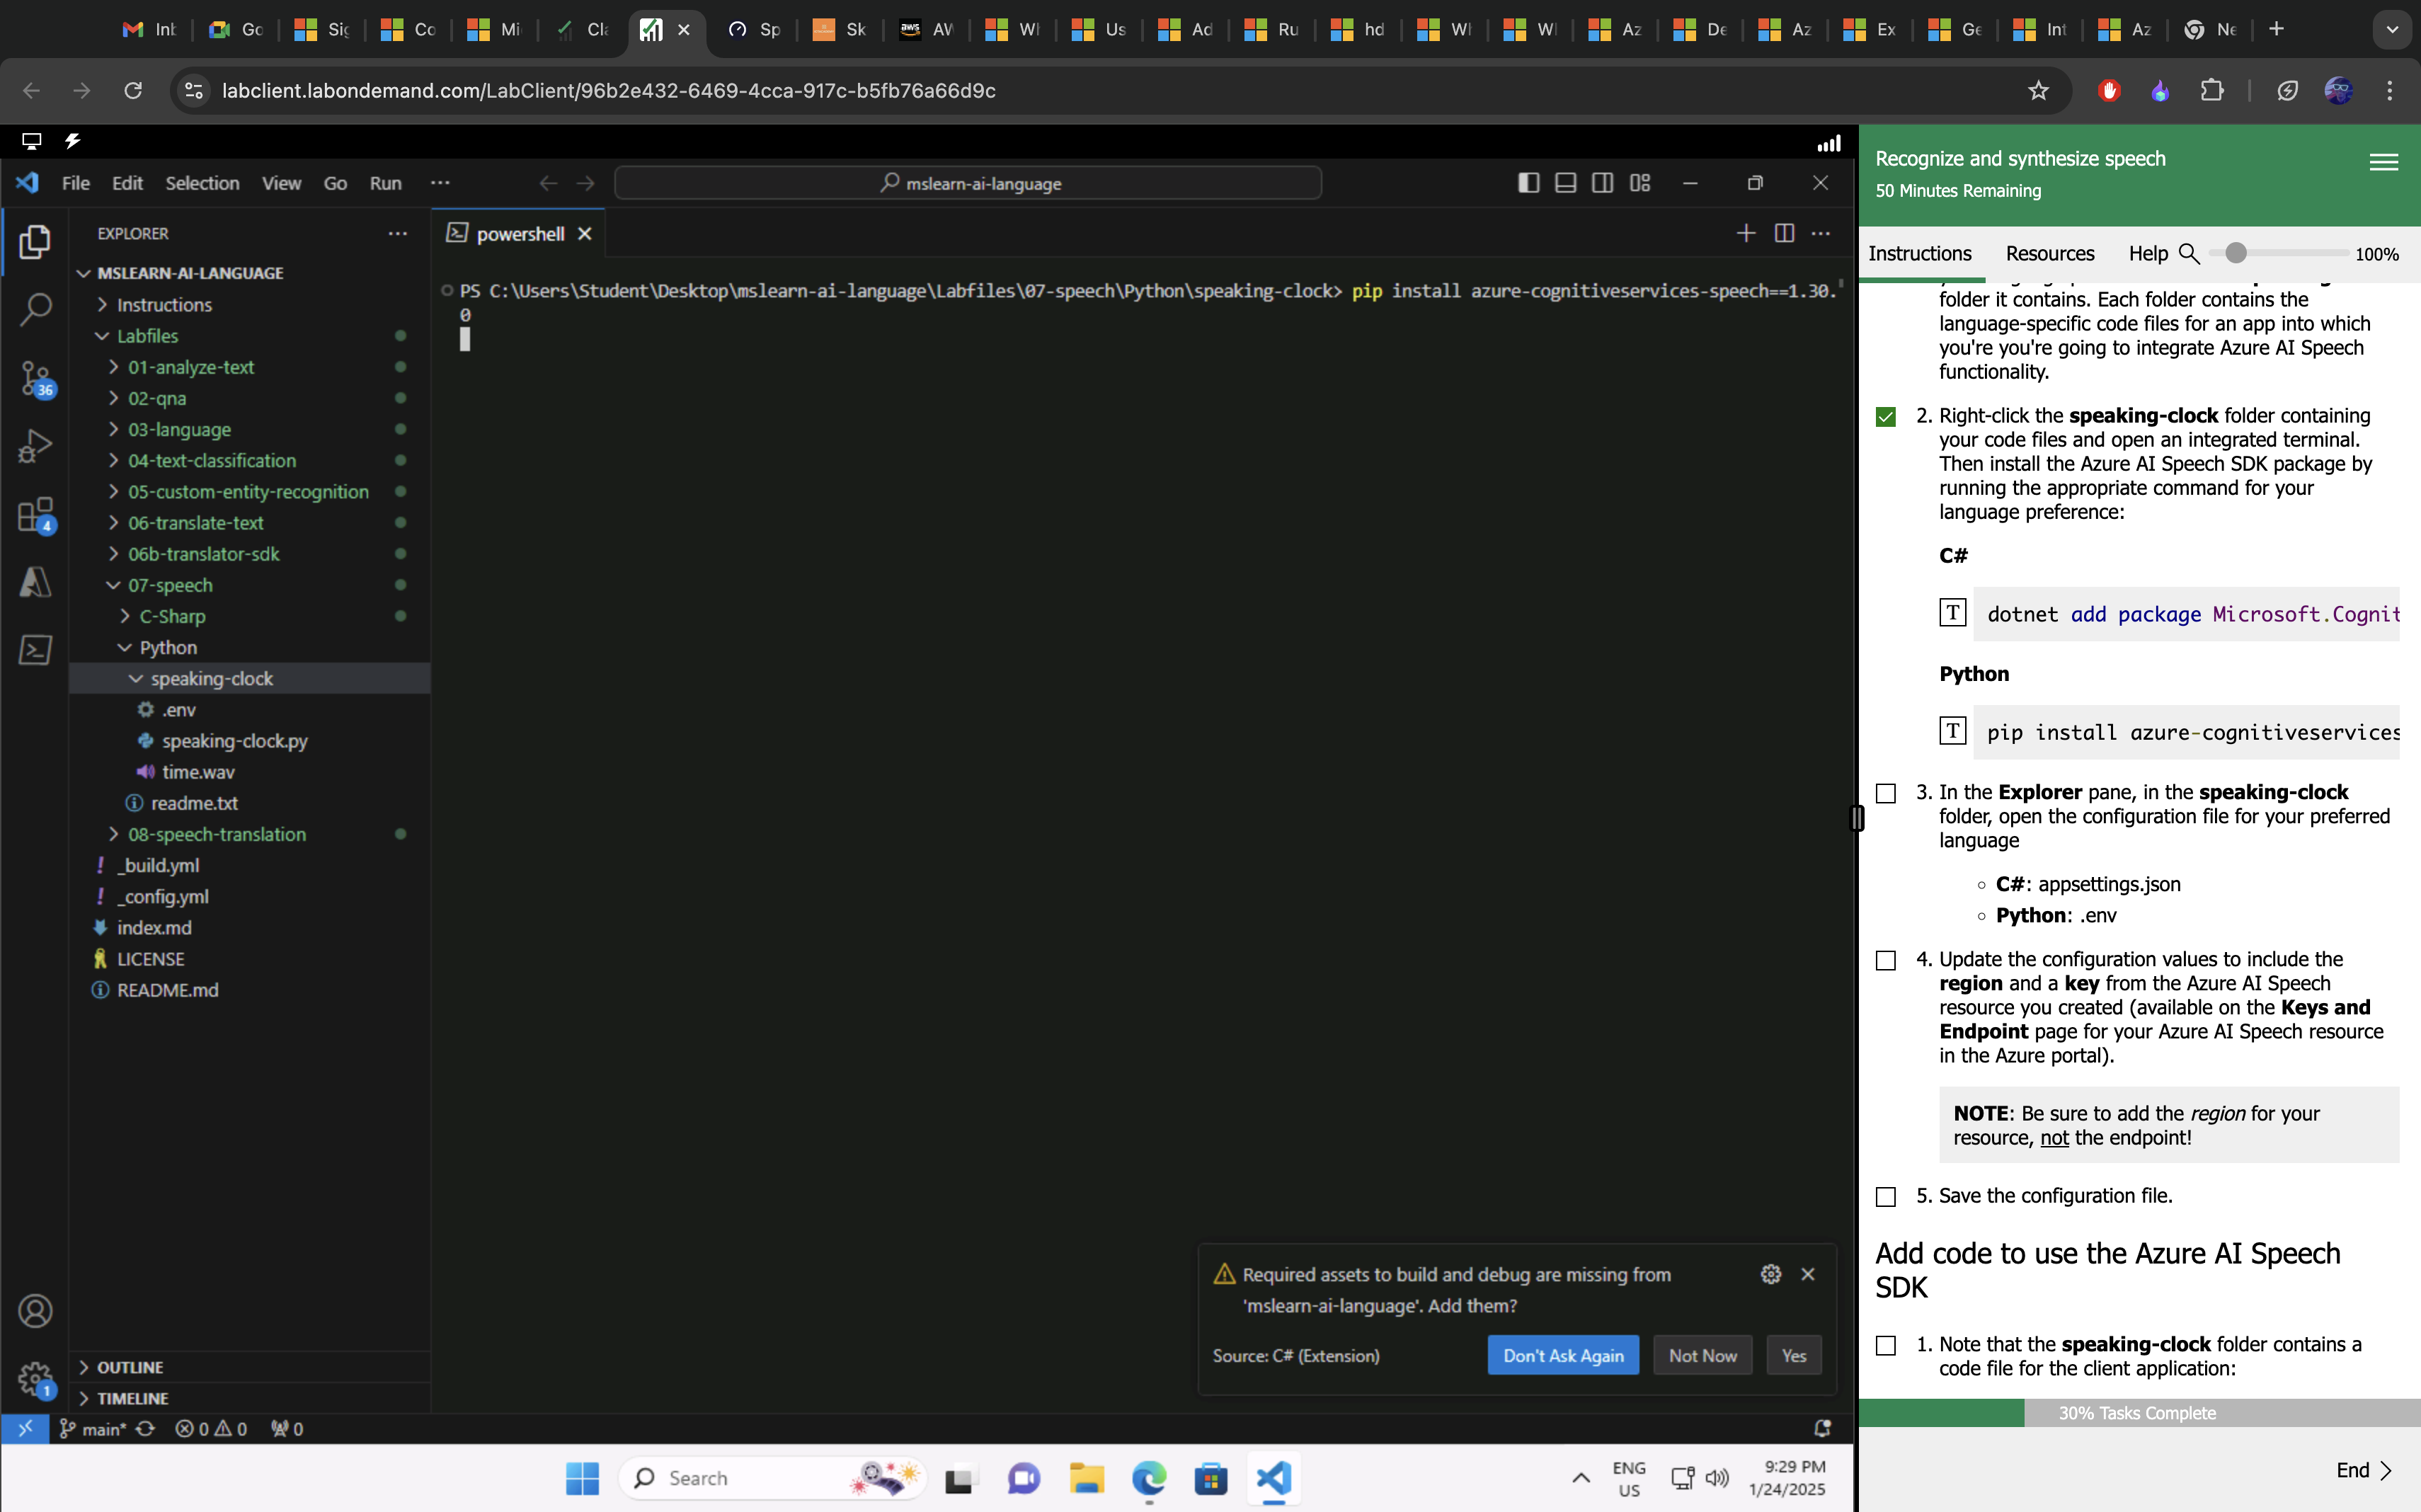 Inb
Go
Sig
Co
Mi
Cla
Sp
Sk
aws
AW
Wh
Us
Ad
Ru
hd
Wh
Wh
Az
De
Az
Ex
Ge
Int
Az
Ne
labclient.labondemand.com/LabClient/96b2e432-6469-4cca-917c-b5fb76a66d9c
File Edit Selection View Go Run ···
mslearn-ai-language
EXPLORER
MSLEARN-AI-LANGUAGE
Instructions
Labfiles
01-analyze-text
02-qna
03-language
04-text-classification
05-custom-entity-recognition
06-translate-text
06b-translator-sdk
07-speech
C-Sharp
Python
speaking-clock
.env
speaking-clock.py
time.wav
readme.txt
08-speech-translation
_build.yml
_config.yml
index.md
LICENSE
README.md
OUTLINE
TIMELINE
36
4
1
powershell
PS C:\Users\Student\Desktop\mslearn-ai-language\Labfiles\07-speech\Python\speaking-clock> pip install azure-cognitiveservices-speech==1.30.
0
Required assets to build and debug are missing from
'mslearn-ai-language'. Add them?
Source: C# (Extension)
Don't Ask Again
Not Now
Yes
main*
0
0
0
Search
ENG
US
9:29 PM
1/24/2025
Recognize and synthesize speech
50 Minutes Remaining
Instructions Resources Help 100%
folder it contains. Each folder contains the
language-specific code files for an app into which
you're you're going to integrate Azure AI Speech
functionality.
2. Right-click the speaking-clock folder containing
your code files and open an integrated terminal.
Then install the Azure AI Speech SDK package by
running the appropriate command for your
language preference:
C#
T dotnet add package Microsoft.Cognit
Python
T pip install azure-cognitiveservices
3. In the Explorer pane, in the speaking-clock
folder, open the configuration file for your preferred
language
C#: appsettings.json
Python: .env
4. Update the configuration values to include the
region and a key from the Azure AI Speech
resource you created (available on the Keys and
Endpoint page for your Azure AI Speech resource
in the Azure portal).
NOTE: Be sure to add the region for your
resource, not the endpoint!
5. Save the configuration file.
Add code to use the Azure AI Speech
SDK
1. Note that the speaking-clock folder contains a
code file for the client application:
30% Tasks Complete
End